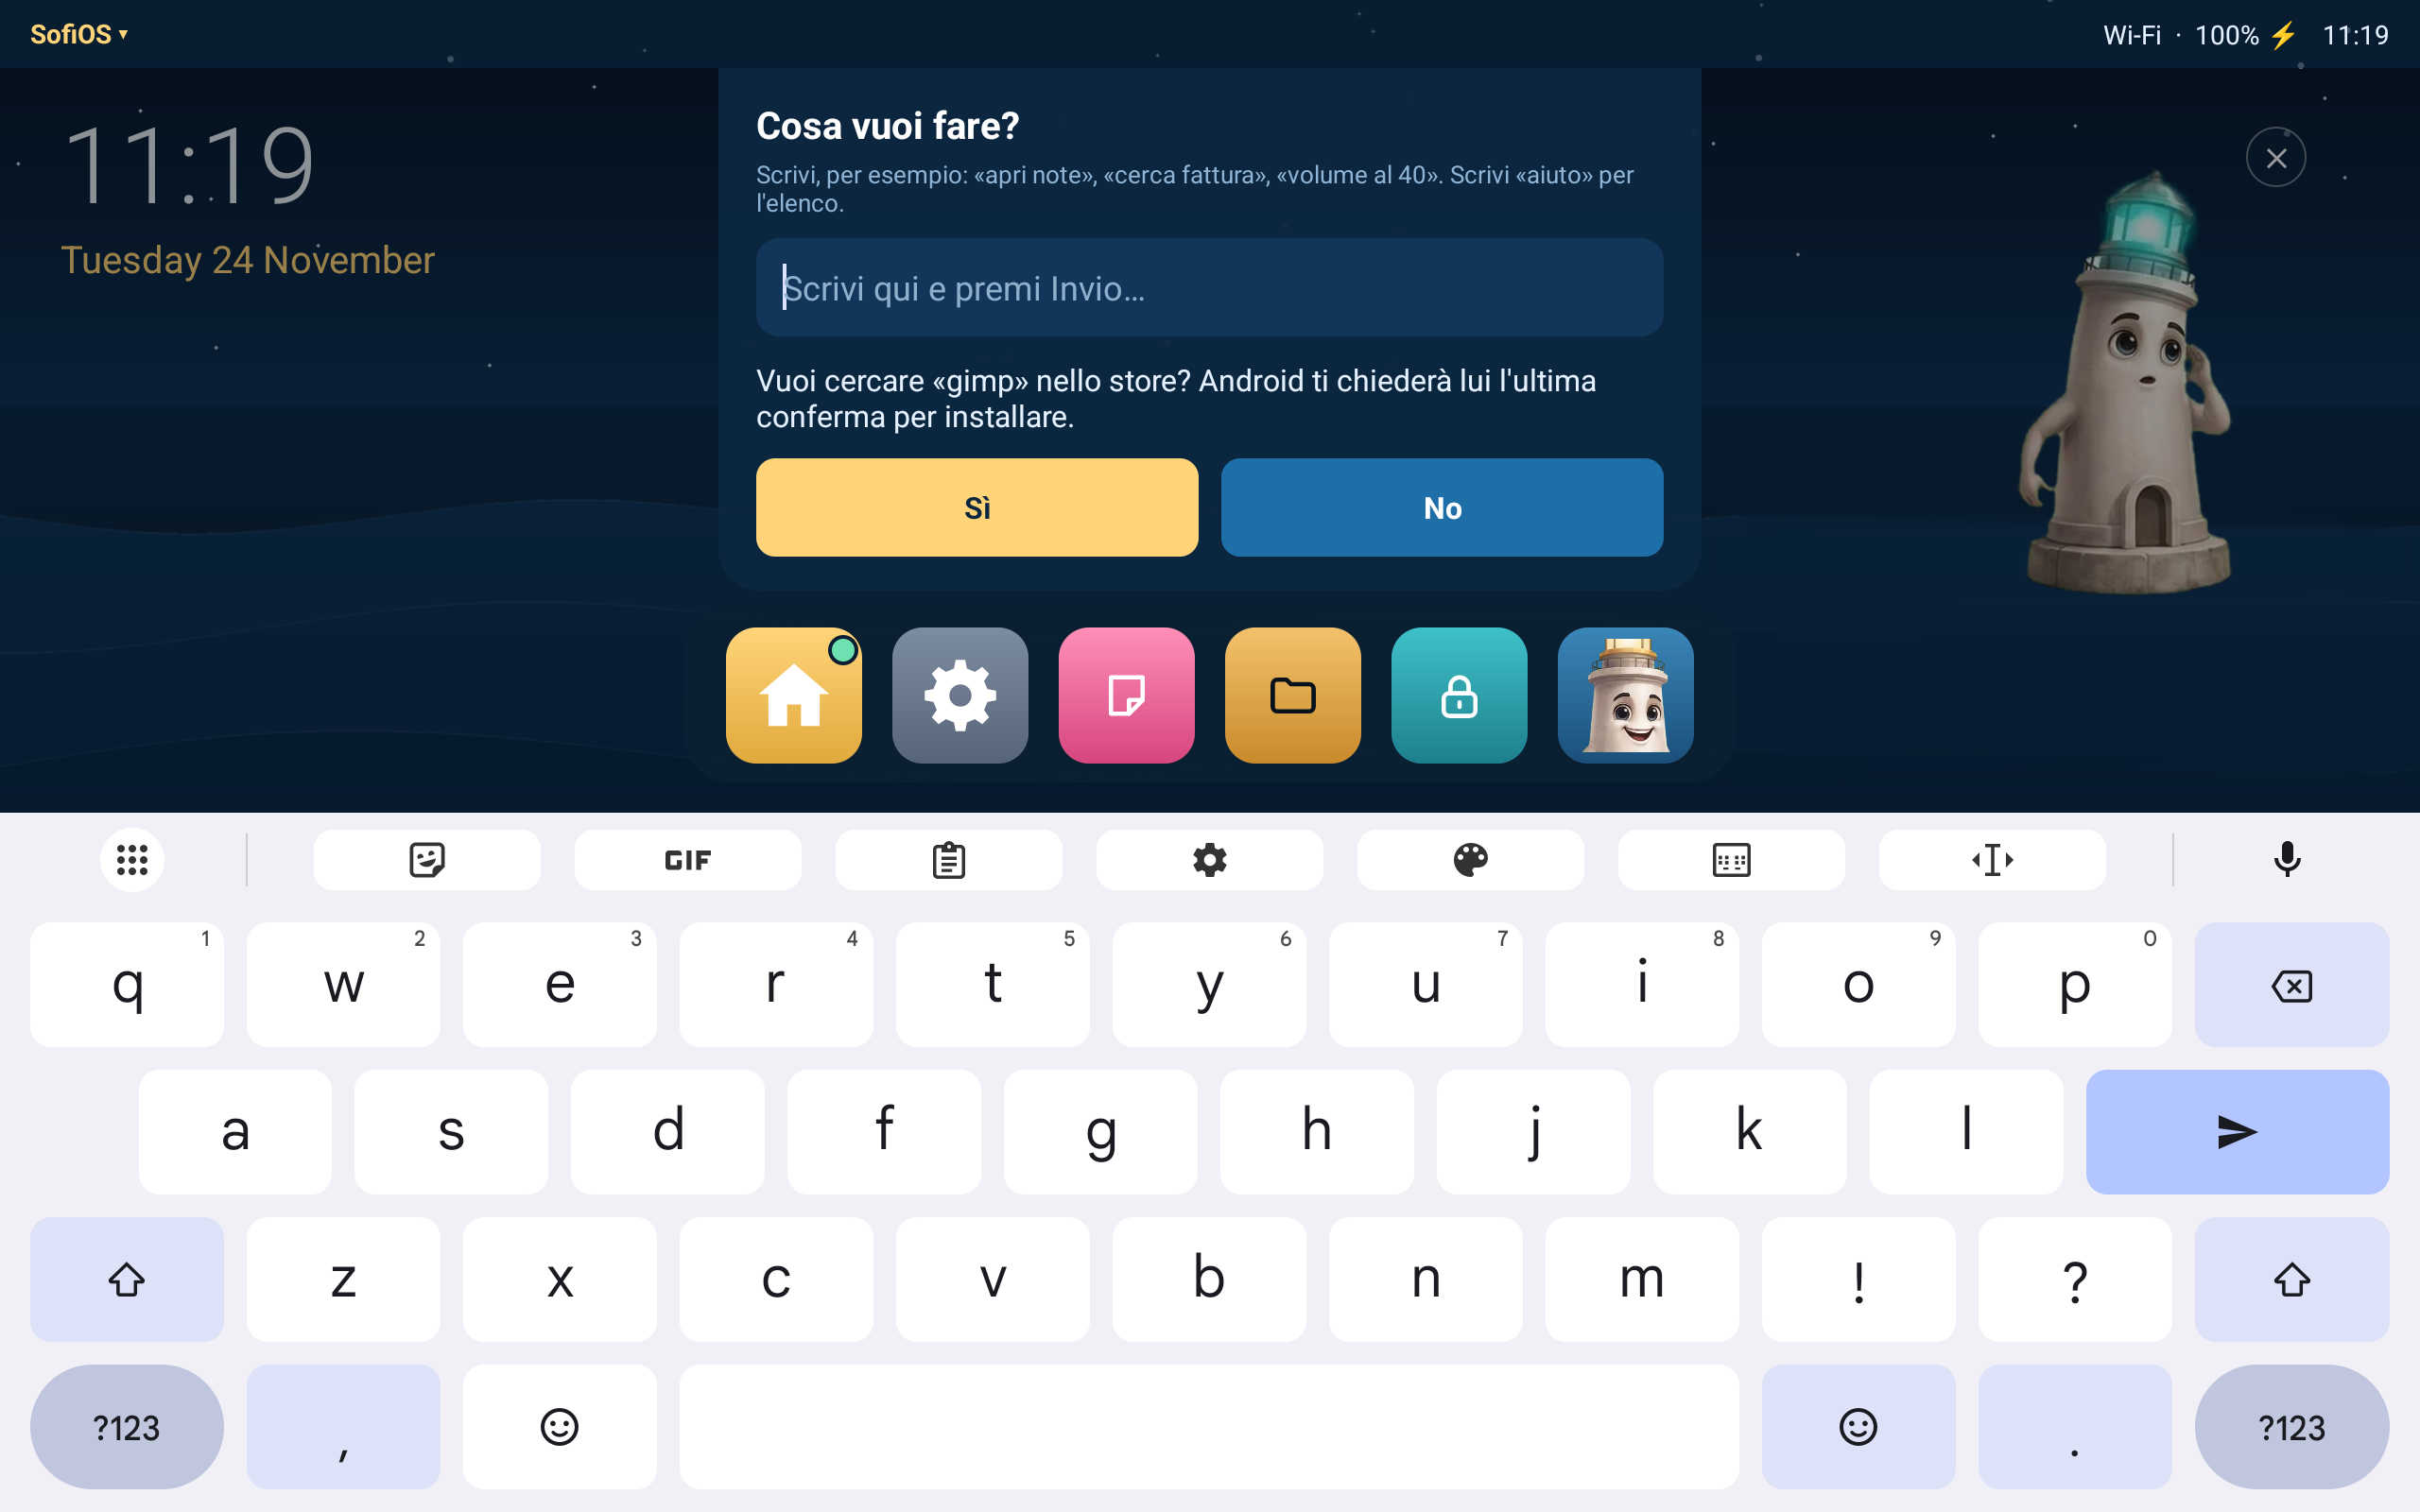 SofiOS ▾
Wi-Fi · 100% ⚡ 11:19
11:19
Tuesday 24 November
Cosa vuoi fare?
Scrivi, per esempio: «apri note», «cerca fattura», «volume al 40». Scrivi «aiuto» per
l'elenco.
Scrivi qui e premi Invio...
Vuoi cercare «gimp» nello store? Android ti chiederà lui l'ultima
conferma per installare.
Sì
No
GIF
q 1 w 2 e 3 r 4 t 5 y 6 u 7 i 8 o 9 p 0
a s d f g h j k l
z x c v b n m ! ?
?123 , . ?123